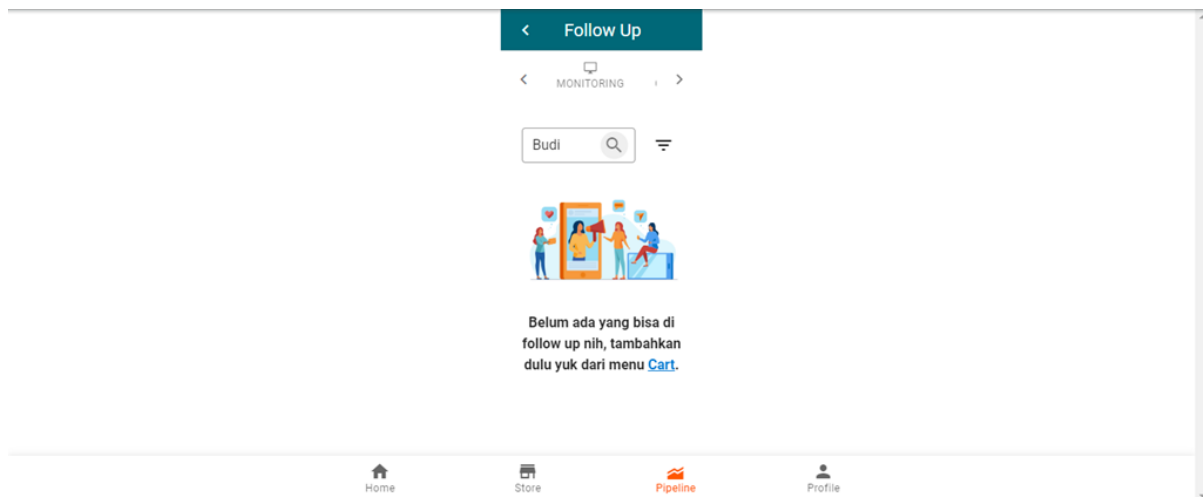 Follow Up
MONITORING
Budi
Belum ada yang bisa di
follow up nih, tambahkan
dulu yuk dari menu Cart.
Home
Store
Pipeline
Profile